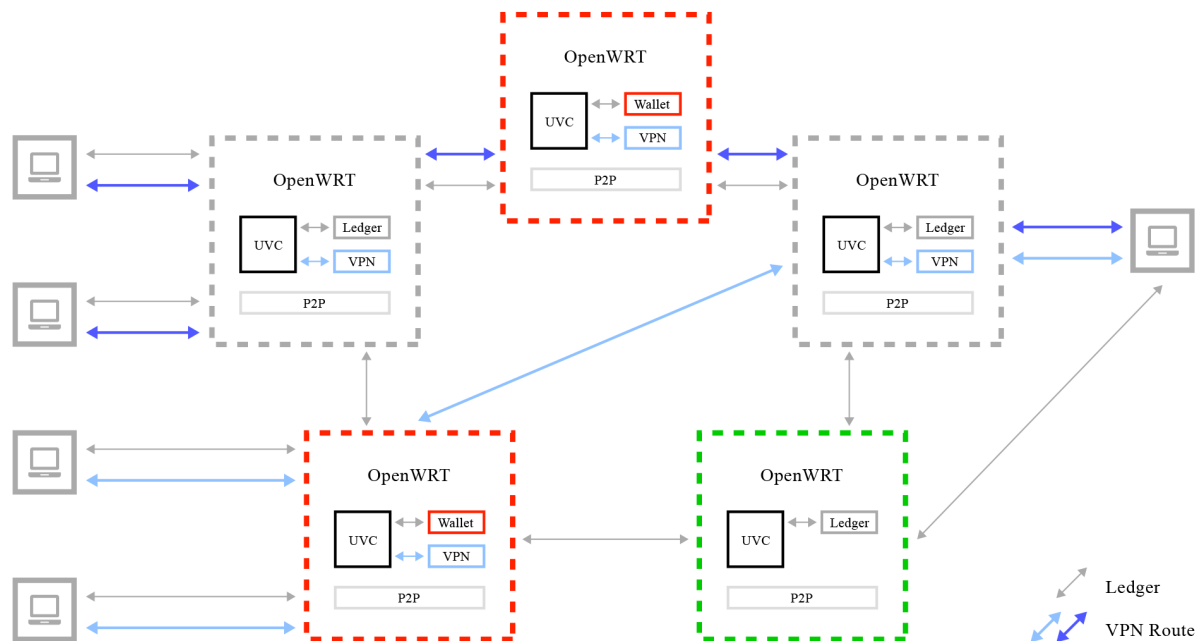 OpenWRT
UVC
Wallet
VPN
P2P
OpenWRT
UVC
Ledger
VPN
P2P
OpenWRT
UVC
Ledger
VPN
P2P
OpenWRT
UVC
Wallet
VPN
P2P
OpenWRT
UVC
Ledger
P2P
Ledger
VPN Route